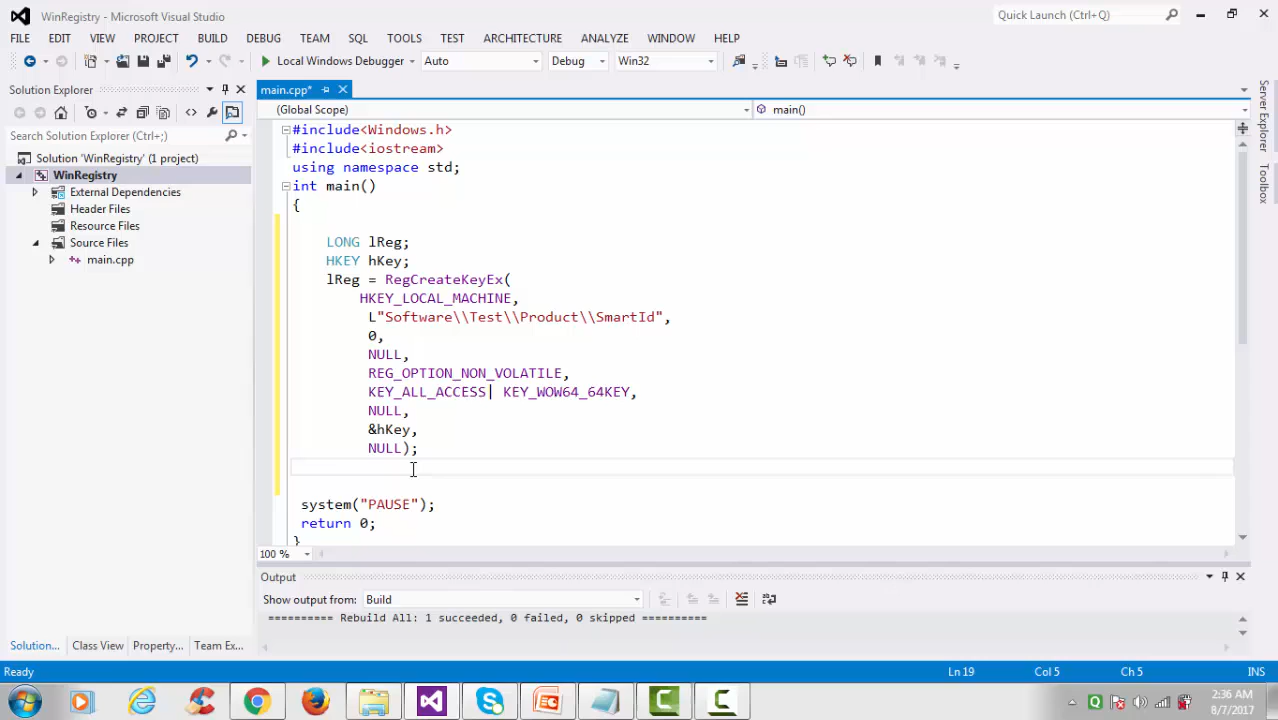 WinRegistry - Microsoft Visual Studio
Quick Launch (Ctrl+Q)
FILE EDIT VIEW PROJECT BUILD DEBUG TEAM SQL TOOLS TEST ARCHITECTURE ANALYZE WINDOW HELP
Local Windows Debugger Auto Debug Win32
Solution Explorer
Search Solution Explorer (Ctrl+;)
Solution 'WinRegistry' (1 project)
WinRegistry
External Dependencies
Header Files
Resource Files
Source Files
main.cpp
Solution... Class View Property... Team Ex...
main.cpp*
(Global Scope) main()
#include<Windows.h>
#include<iostream>
using namespace std;
int main()
{
LONG lReg;
HKEY hKey;
lReg = RegCreateKeyEx(
HKEY_LOCAL_MACHINE,
L"Software\\Test\\Product\\SmartId",
0,
NULL,
REG_OPTION_NON_VOLATILE,
KEY_ALL_ACCESS| KEY_WOW64_64KEY,
NULL,
&hKey,
NULL);
system("PAUSE");
return 0;
}
100 %
Output
Show output from: Build
========== Rebuild All: 1 succeeded, 0 failed, 0 skipped ==========
Server Explorer
Toolbox
Ready Ln 19 Col 5 Ch 5 INS
2:36 AM
8/7/2017